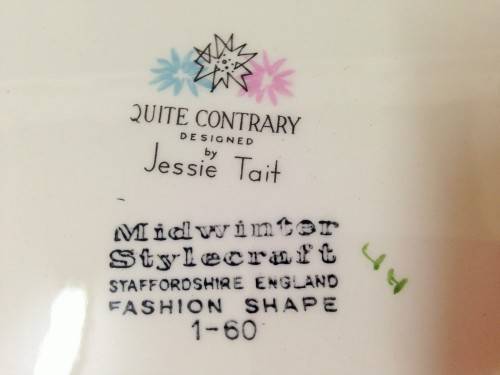 QUITE CONTRARY
DESIGNED
by
Jessie Tait
Midwinter
Stylecraft
STAFFORDSHIRE ENGLAND
FASHION SHAPE
1-60